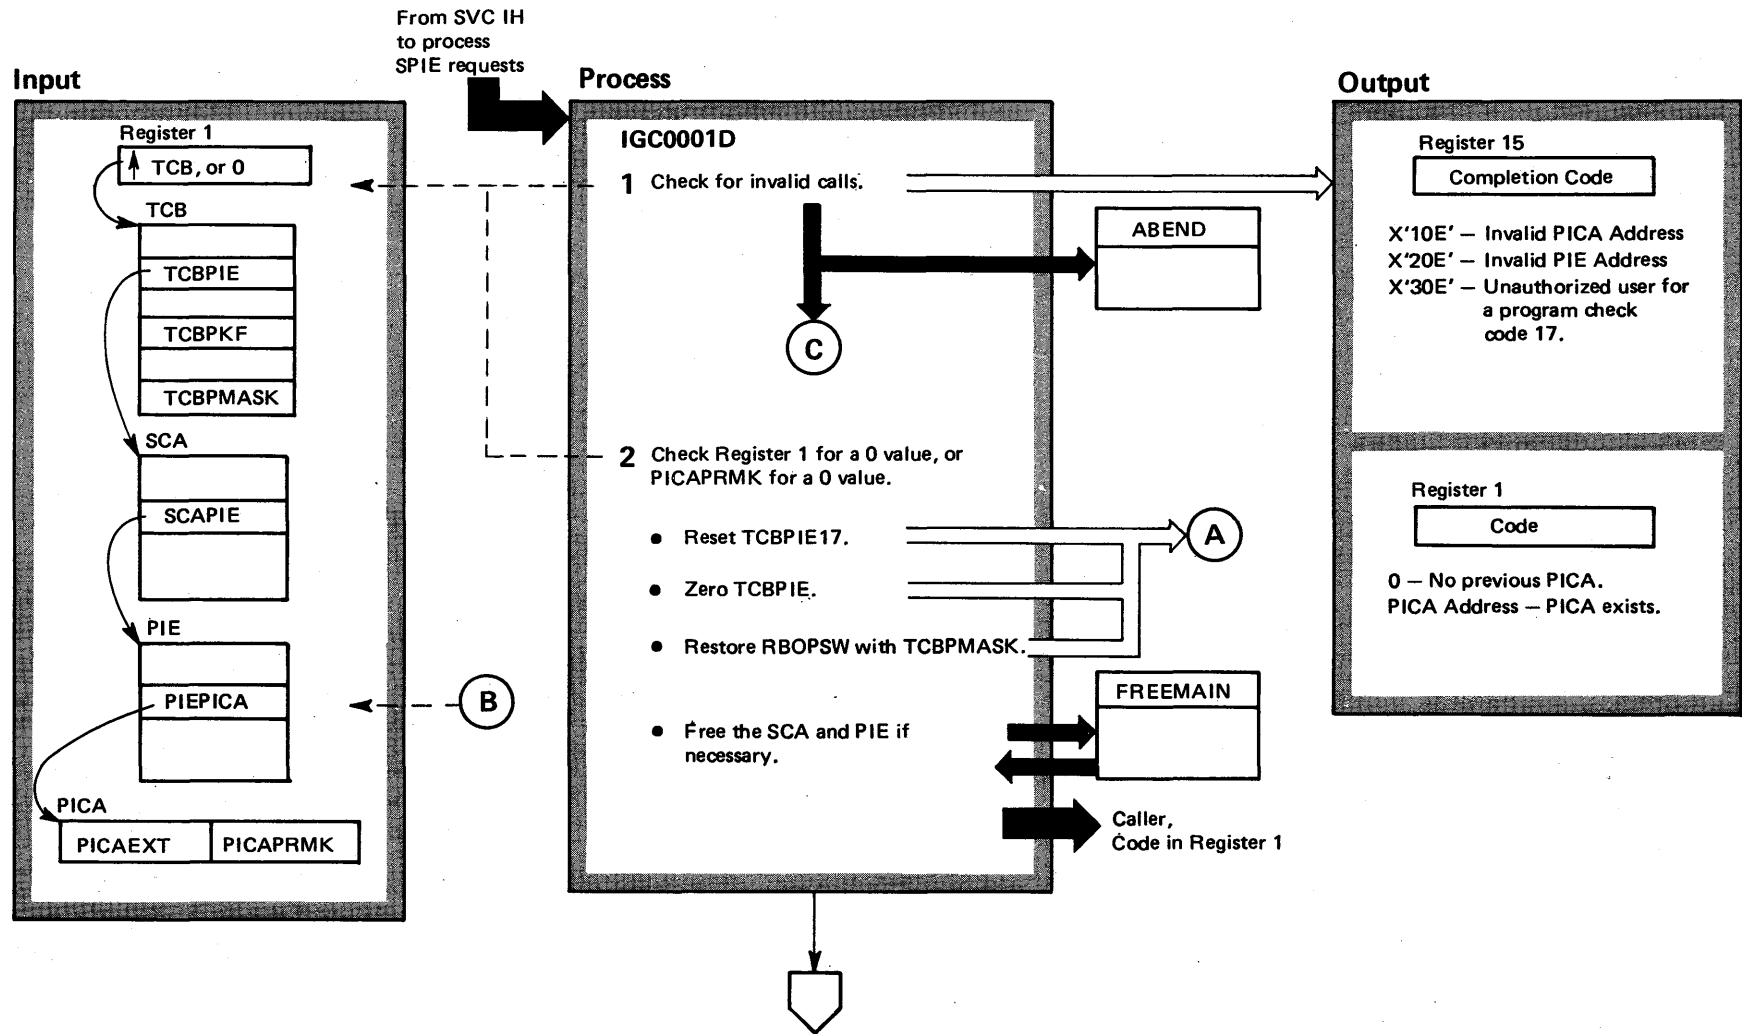 From SVC IH
to process
SPIE requests
Input
Register 1
TCB, or 0
TCB
TCBPIE
TCBPKF
TCBPMASK
SCA
SCAPIE
PIE
PIEPICA
B
PICA
PICAEXT PICAPRMK
Process
IGC0001D
1 Check for invalid calls.
ABEND
C
2 Check Register 1 for a 0 value, or
PICAPRMK for a 0 value.
• Reset TCBPIE17.
A
• Zero TCBPIE.
• Restore RBOPSW with TCBPMASK.
FREEMAIN
• Free the SCA and PIE if
necessary.
Caller,
Code in Register 1
Output
Register 15
Completion Code
X'10E' — Invalid PICA Address
X'20E' — Invalid PIE Address
X'30E' — Unauthorized user for
a program check
code 17.
Register 1
Code
0 — No previous PICA.
PICA Address — PICA exists.